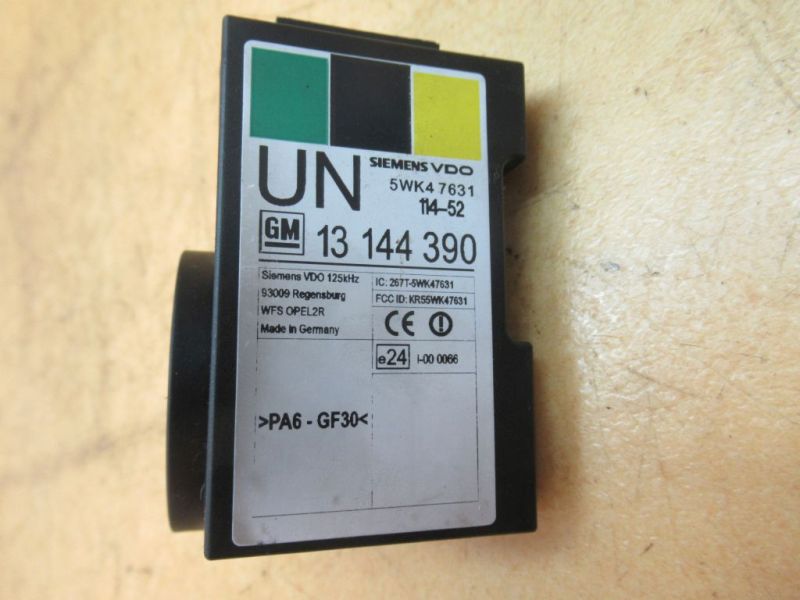 SIEMENS VDO
UN 5WK4 7631
114-52
GM 13 144 390
Siemens VDO 125kHz
93009 Regensburg
WFS OPEL2R
Made in Germany
IC: 267T-5WK47631
FCC ID: KR55WK47631
CE
e24 I-00 0066
>PA6 - GF30<